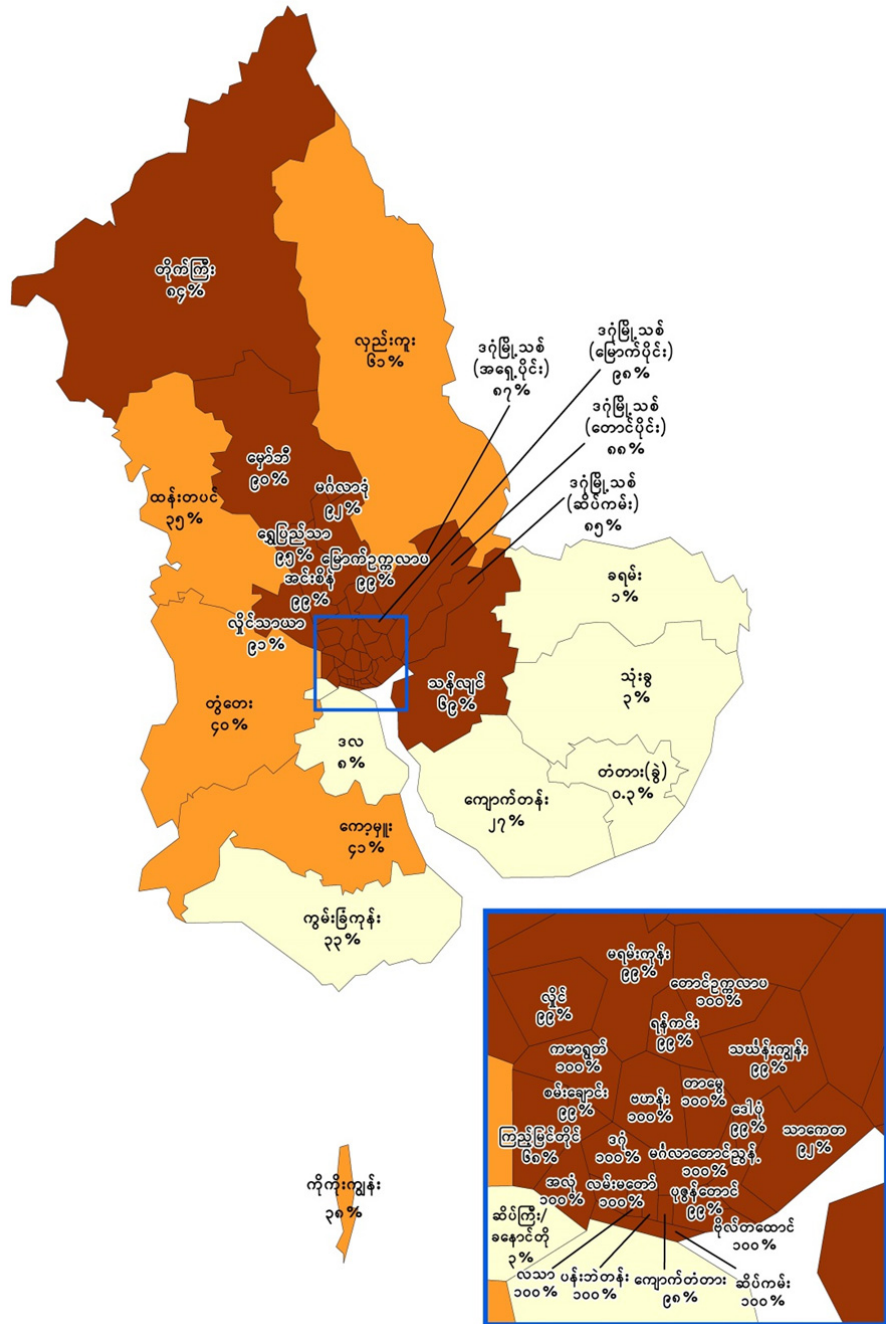 တိုက်ကြီး
၈၄%
လှည်းကူး
၆၁%
ဒဂုံမြို့သစ်
(အရှေ့ပိုင်း)
၈၇%
ဒဂုံမြို့သစ်
(မြောက်ပိုင်း)
၉၈%
ဒဂုံမြို့သစ်
(တောင်ပိုင်း)
၈၈%
ဒဂုံမြို့သစ်
(ဆိပ်ကမ်း)
၈၅%
မှော်ဘီ
၉၀%
မင်္ဂလာဒုံ
၉၂%
ထန်းတပင်
၃၅%
ရွှေပြည်သာ
၉၅%
မြောက်ဥက္ကလာပ
၉၉%
အင်းစိန်
၉၉%
လှိုင်သာယာ
၉၁%
ခရမ်း
၁%
သုံးခွ
၃%
သန်လျင်
၆၉%
တွံတေး
၄၀%
ဒလ
၈%
တံတား(ခွဲ)
၀.၃%
ကျောက်တန်း
၂၇%
ကော့မှူး
၄၁%
ကွမ်းခြံကုန်း
၃၃%
ကိုကိုးကျွန်း
၃၈%
မရမ်းကုန်း
၉၉%
တောင်ဥက္ကလာပ
၁၀၀%
လှိုင်
၉၉%
ရန်ကင်း
၉၉%
ကမာရွတ်
၁၀၀%
သင်္ဃန်းကျွန်း
၉၉%
စမ်းချောင်း
၉၉%
ဗဟန်း
၁၀၀%
တာမွေ
၁၀၀%
ဒေါပုံ
၉၉%
သာကေတ
၉၂%
ကြည့်မြင်တိုင်
၆၈%
ဒဂုံ
၁၀၀%
မင်္ဂလာတောင်ညွန့်
၁၀၀%
အလုံ
၁၀၀%
လမ်းမတော်
၁၀၀%
ပုဇွန်တောင်
၉၉%
ဗိုလ်တထောင်
၁၀၀%
ဆိပ်ကြီး/
ခနောင်တို
၃%
လသာ
၁၀၀%
ပန်းဘဲတန်း
၁၀၀%
ကျောက်တံတား
၉၈%
ဆိပ်ကမ်း
၁၀၀%